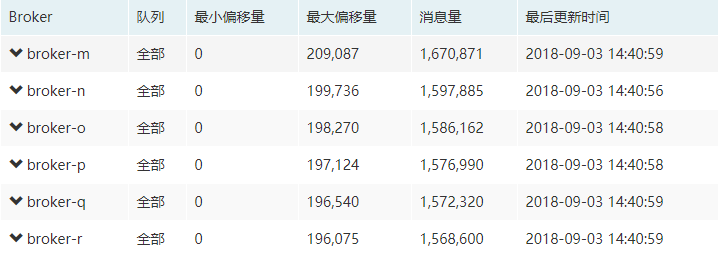 Broker 队列 最小偏移量 最大偏移量 消息量 最后更新时间
broker-m 全部 0 209,087 1,670,871 2018-09-03 14:40:59
broker-n 全部 0 199,736 1,597,885 2018-09-03 14:40:56
broker-o 全部 0 198,270 1,586,162 2018-09-03 14:40:58
broker-p 全部 0 197,124 1,576,990 2018-09-03 14:40:58
broker-q 全部 0 196,540 1,572,320 2018-09-03 14:40:59
broker-r 全部 0 196,075 1,568,600 2018-09-03 14:40:59